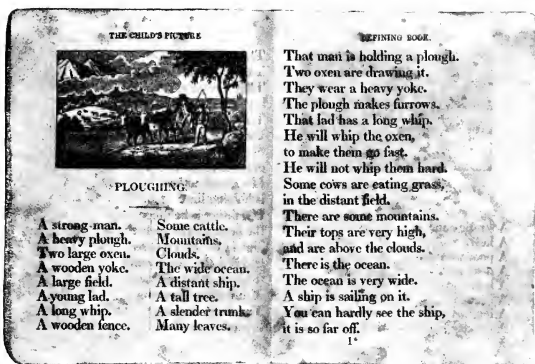 THE CHILD'S PICTURE
PLOUGHING.
A strong man.
A heavy plough.
Two large oxen.
A wooden yoke.
A large field.
A young lad.
A long whip.
A wooden fence.
Some cattle.
Mountains.
Clouds.
The wide ocean.
A distant ship.
A tall tree.
A slender trunk.
Many leaves.
DEFINING BOOK.
That man is holding a plough.
Two oxen are drawing it.
They wear a heavy yoke.
The plough makes furrows.
That lad has a long whip.
He will whip the oxen,
to make them go fast.
He will not whip them hard.
Some cows are eating grass,
in the distant field.
There are some mountains.
Their tops are very high,
and are above the clouds.
There is the ocean.
The ocean is very wide.
A ship is sailing on it.
You can hardly see the ship,
it is so far off.
1*